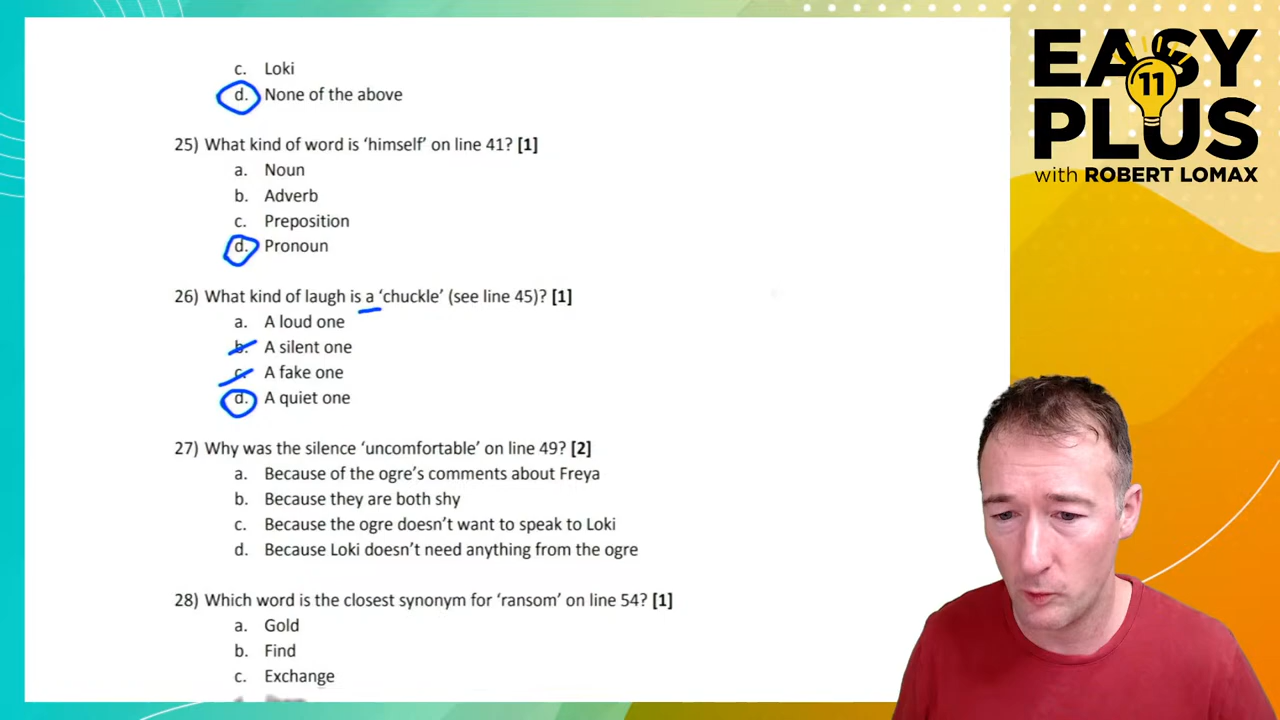 c. Loki
d. None of the above
25) What kind of word is ‘himself’ on line 41? [1]
a. Noun
b. Adverb
c. Preposition
d. Pronoun
26) What kind of laugh is a ‘chuckle’ (see line 45)? [1]
a. A loud one
b. A silent one
c. A fake one
d. A quiet one
27) Why was the silence ‘uncomfortable’ on line 49? [2]
a. Because of the ogre’s comments about Freya
b. Because they are both shy
c. Because the ogre doesn’t want to speak to Loki
d. Because Loki doesn’t need anything from the ogre
28) Which word is the closest synonym for ‘ransom’ on line 54? [1]
a. Gold
b. Find
c. Exchange
EASY
11
PLUS
with ROBERT LOMAX